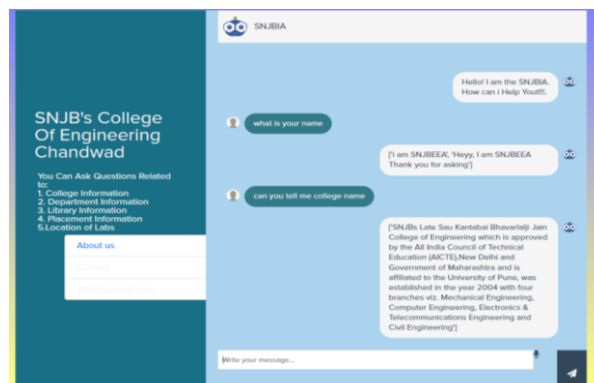 SNJBIA
Hello! I am the SNJBIA.
How can I Help You!!!.
what is your name
['I am SNJBEEA', 'Heyy, I am SNJBEEA
Thank you for asking']
can you tell me college name
['SNJBs Late Sau Kantabai Bhavarlalji Jain
College of Engineering which is approved
by the All India Council of Technical
Education (AICTE),New Delhi and
Government of Maharashtra and is
affiliated to the University of Pune, was
established in the year 2004 with four
branches viz. Mechanical Engineering,
Computer Engineering, Electronics &
Telecommunications Engineering and
Civil Engineering']
Write your message...
SNJB's College
Of Engineering
Chandwad
You Can Ask Questions Related
to:
1. College Information
2. Department Information
3. Library Information
4. Placement Information
5.Location of Labs
About us
Contact